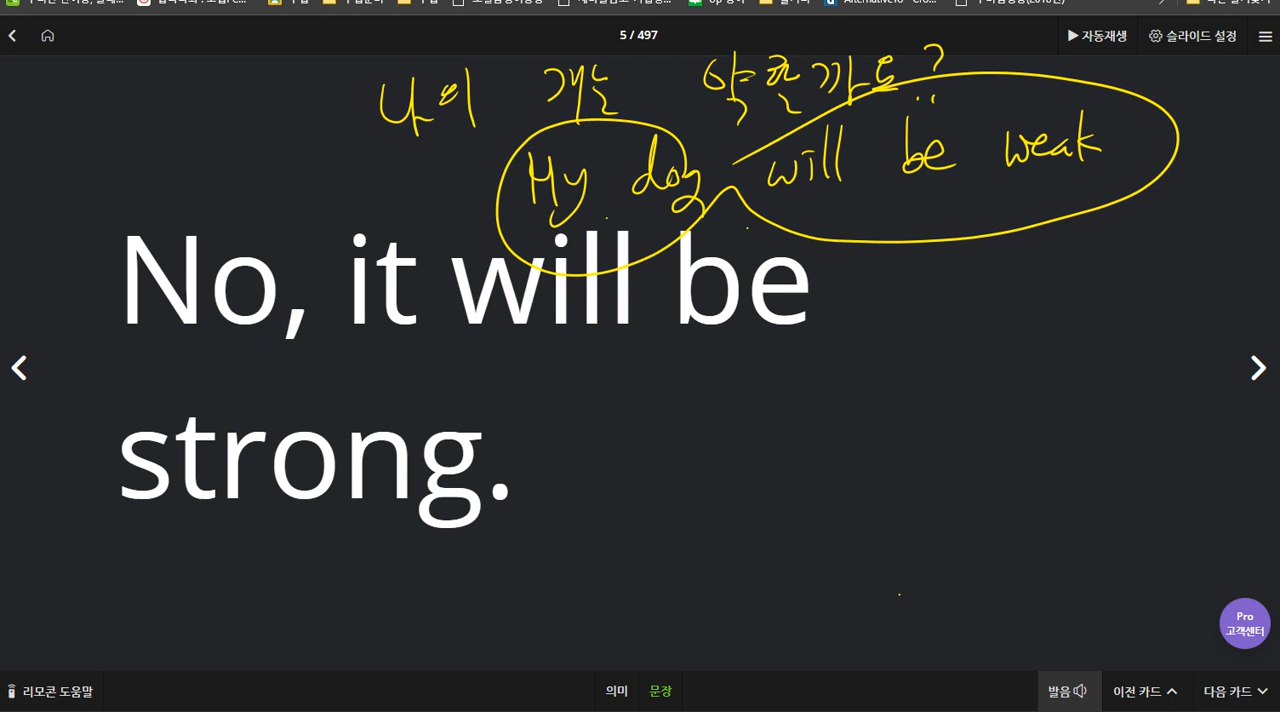 5 / 497
자동재생
슬라이드 설정
나의 개는 약할까요?
My dog will be weak
No, it will be
strong.
Pro
고객센터
리모콘 도움말
의미
문장
발음
이전 카드
다음 카드